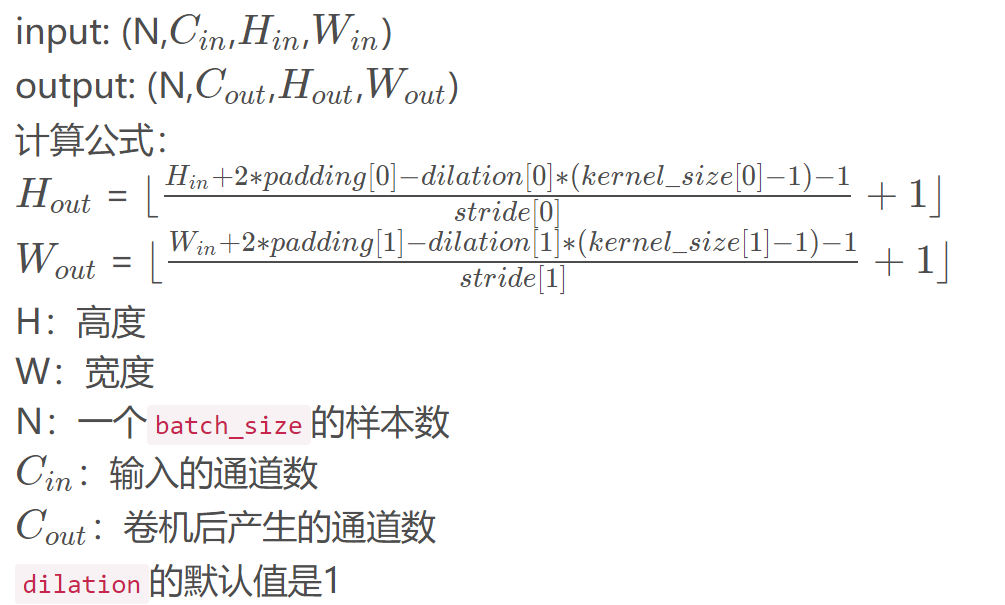 input: (N,$C_{in}$,$H_{in}$,$W_{in}$)
output: (N,$C_{out}$,$H_{out}$,$W_{out}$)
计算公式：
$H_{out}$ = $\lfloor \frac{H_{in}+2*padding[0]-dilation[0]*(kernel\_size[0]-1)-1}{stride[0]} + 1 \rfloor$
$W_{out}$ = $\lfloor \frac{W_{in}+2*padding[1]-dilation[1]*(kernel\_size[1]-1)-1}{stride[1]} + 1 \rfloor$
H：高度
W：宽度
N：一个batch_size的样本数
$C_{in}$：输入的通道数
$C_{out}$：卷机后产生的通道数
dilation的默认值是1